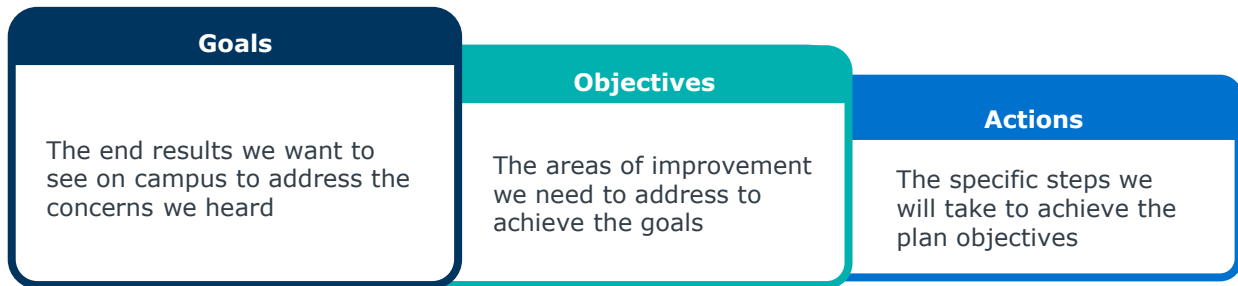 Goals
The end results we want to
see on campus to address the
concerns we heard
Objectives
The areas of improvement
we need to address to
achieve the goals
Actions
The specific steps we
will take to achieve the
plan objectives